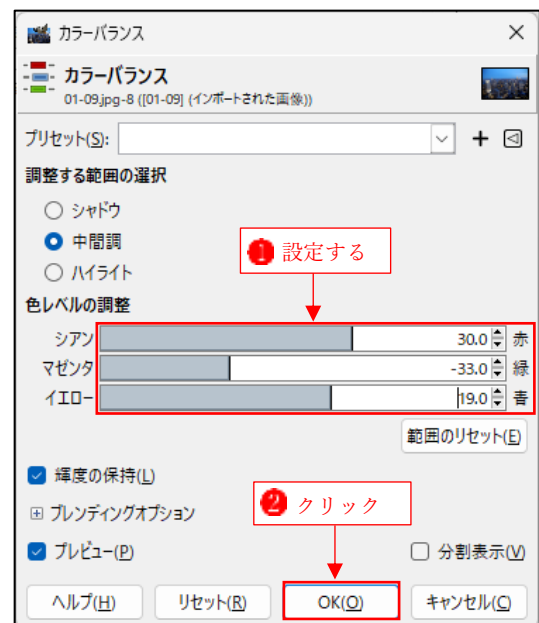 カラーバランス
カラーバランス
01-09.jpg-8 ([01-09] (インポートされた画像))
プリセット(S):
調整する範囲の選択
シャドウ
中間調
ハイライト
❶ 設定する
色レベルの調整
シアン 30.0 赤
マゼンタ -33.0 緑
イエロー 19.0 青
範囲のリセット(E)
輝度の保持(L)
ブレンディングオプション
❷ クリック
プレビュー(P) 分割表示(V)
ヘルプ(H) リセット(R) OK(O) キャンセル(C)